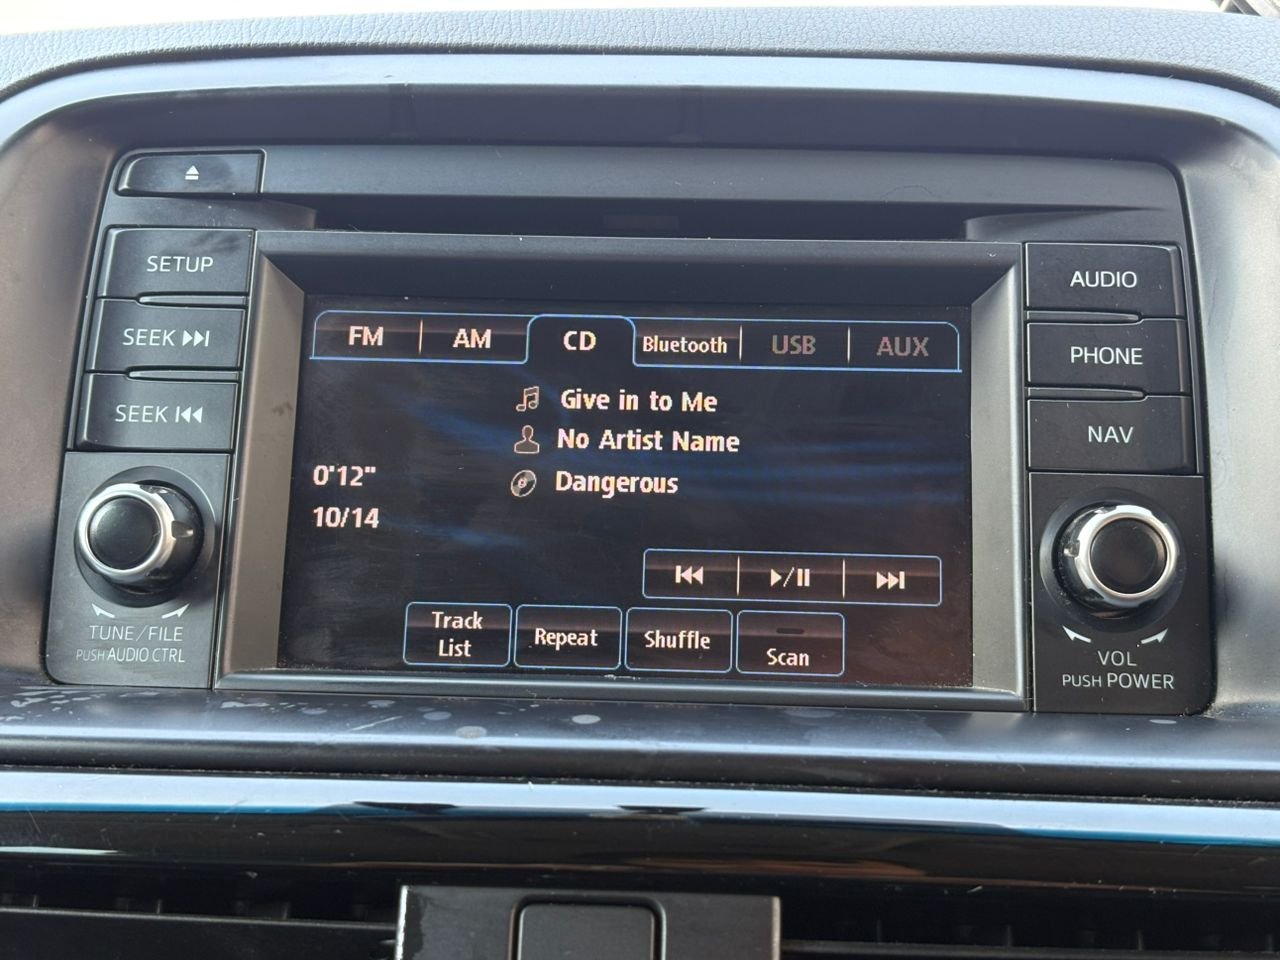 SETUP
SEEK
SEEK
TUNE/FILE
PUSH AUDIO CTRL
FM AM CD Bluetooth USB AUX
Give in to Me
No Artist Name
Dangerous
0'12"
10/14
Track List
Repeat
Shuffle
Scan
AUDIO
PHONE
NAV
VOL
PUSH POWER